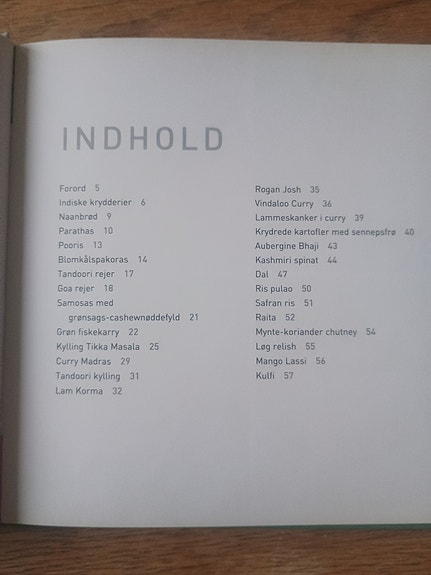 INDHOLD
Forord 5
Indiske krydderier 6
Naanbrød 9
Parathas 10
Pooris 13
Blomkålspakoras 14
Tandoori rejer 17
Goa rejer 18
Samosas med
grønsags-cashewnøddefyld 21
Grøn fiskekarry 22
Kylling Tikka Masala 25
Curry Madras 29
Tandoori kylling 31
Lam Korma 32
Rogan Josh 35
Vindaloo Curry 36
Lammeskanker i curry 39
Krydrede kartofler med sennepsfrø 40
Aubergine Bhaji 43
Kashmiri spinat 44
Dal 47
Ris pulao 50
Safran ris 51
Raita 52
Mynte-koriander chutney 54
Løg relish 55
Mango Lassi 56
Kulfi 57